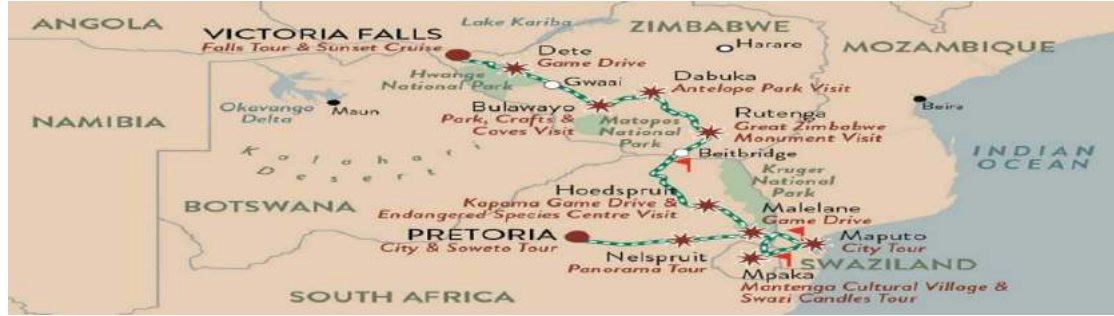 ANGOLA
VICTORIA FALLS
Falls Tour & Sunset Cruise
Lake Kariba
ZIMBABWE
Harare
MOZAMBIQUE
Dete
Game Drive
Hwange
National Park
Gwaai
Dabuka
Antelope Park Visit
Okavango
Delta
Maun
Bulawayo
Park, Crafts &
Caves Visit
Matopos
National
Park
Rutenga
Great Zimbabwe
Monument Visit
Beira
NAMIBIA
Kalahari
Desert
Beitbridge
INDIAN
OCEAN
Kruger
National
Park
BOTSWANA
Hoedspruit
Kapama Game Drive &
Endangered Species Centre Visit
Malelane
Game Drive
PRETORIA
City & Soweto Tour
Maputo
City Tour
Nelspruit
Panorama Tour
SWAZILAND
Mpaka
Mantenga Cultural Village &
Swazi Candles Tour
SOUTH AFRICA